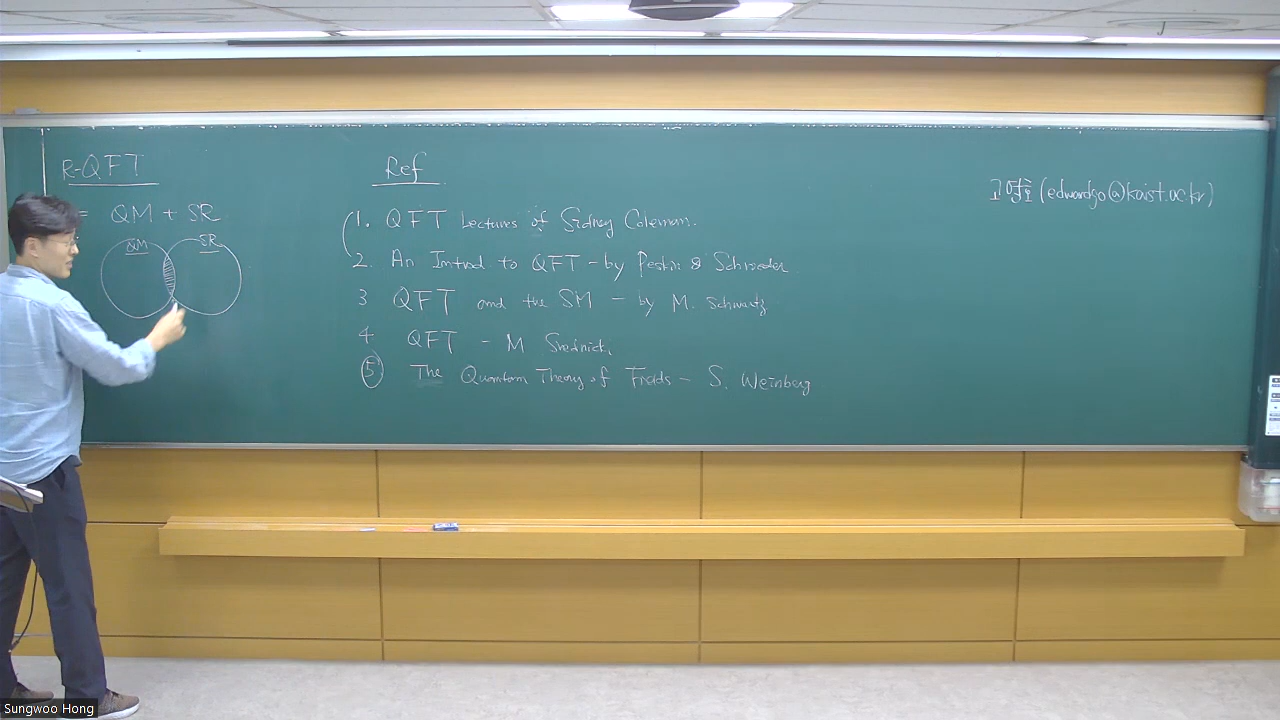 R-QFT
= QM + SR
QM SR
Ref
1. QFT Lectures of Sidney Coleman.
2. An Introd to QFT - by Peskin & Schroeder
3 QFT and the SM - by M. Schwartz
4 QFT - M Srednicki
5 The Quantum Theory of Fields - S. Weinberg
(edwardgo@kaist.ac.kr)
Sungwoo Hong